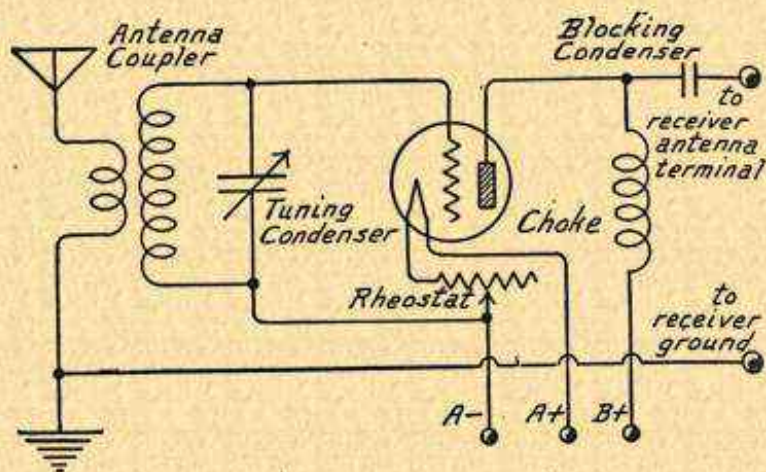 Antenna
Coupler
Blocking
Condenser
to
receiver
antenna
terminal
Tuning
Condenser
Choke
Rheostat
to
receiver
ground
A-
A+
B+